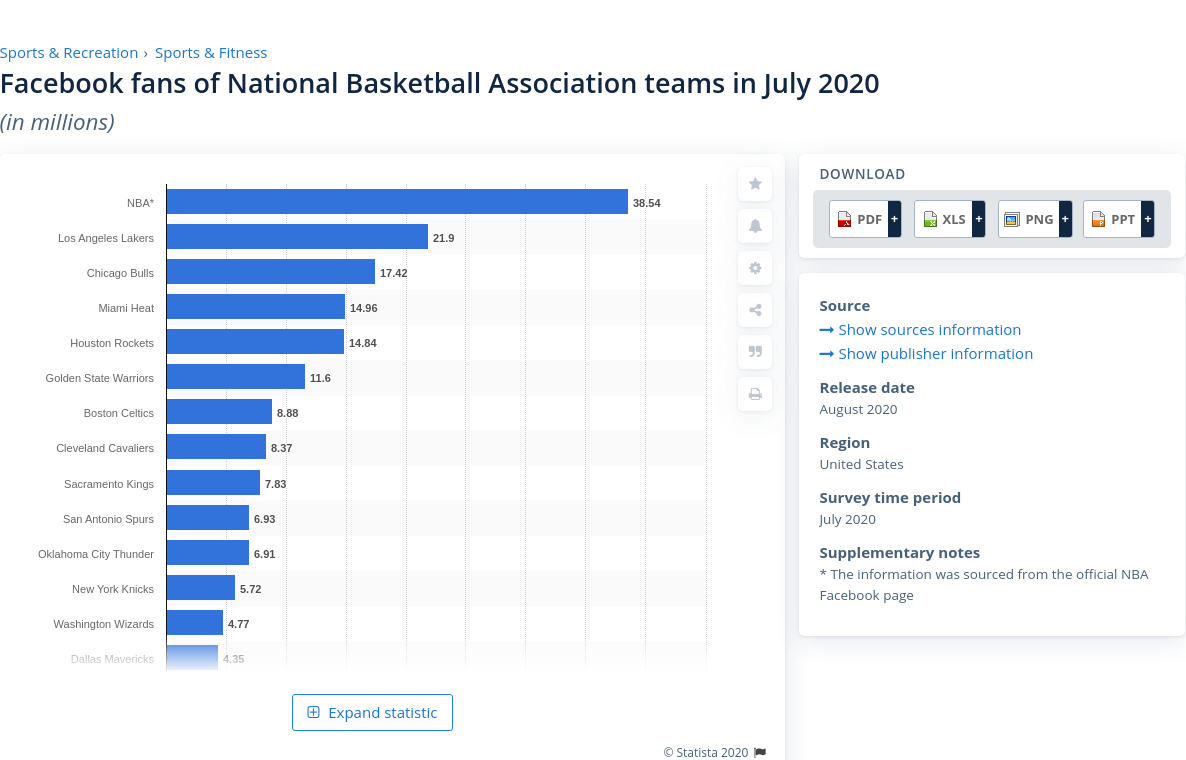 Sports & Recreation › Sports & Fitness
Facebook fans of National Basketball Association teams in July 2020
(in millions)
NBA* 38.54
Los Angeles Lakers 21.9
Chicago Bulls 17.42
Miami Heat 14.96
Houston Rockets 14.84
Golden State Warriors 11.6
Boston Celtics 8.88
Cleveland Cavaliers 8.37
Sacramento Kings 7.83
San Antonio Spurs 6.93
Oklahoma City Thunder 6.91
New York Knicks 5.72
Washington Wizards 4.77
Dallas Mavericks 4.35
Expand statistic
© Statista 2020
DOWNLOAD
PDF + XLS + PNG + PPT +
Source
Show sources information
Show publisher information
Release date
August 2020
Region
United States
Survey time period
July 2020
Supplementary notes
* The information was sourced from the official NBA
Facebook page